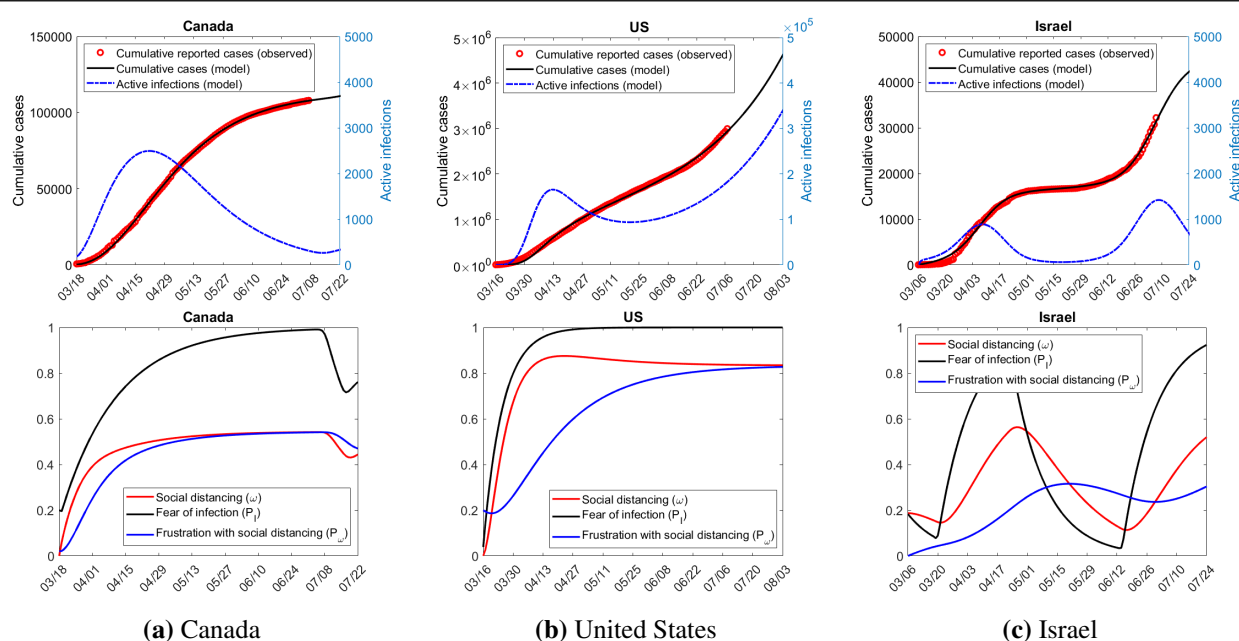 Canada
150000
100000
50000
0
5000
4000
3000
2000
1000
0
Cumulative cases
Active infections
Cumulative reported cases (observed)
Cumulative cases (model)
Active infections (model)
03/18
04/01
04/15
04/29
05/13
05/27
06/10
06/24
07/08
07/22
US
5 × 10^6
4 × 10^6
3 × 10^6
2 × 10^6
1 × 10^6
0 × 10^0
× 10^5
5
4
3
2
1
0
Cumulative cases
Active infections
Cumulative reported cases (observed)
Cumulative cases (model)
Active infections (model)
03/16
03/30
04/13
04/27
05/11
05/25
06/08
06/22
07/06
07/20
08/03
Israel
50000
40000
30000
20000
10000
0
5000
4000
3000
2000
1000
0
Cumulative cases
Active infections
Cumulative reported cases (observed)
Cumulative cases (model)
Active infections (model)
03/06
03/20
04/03
04/17
05/01
05/15
05/29
06/12
06/26
07/10
07/24
Canada
1
0.8
0.6
0.4
0.2
0
Social distancing (ω)
Fear of infection (P_I)
Frustration with social distancing (P_ω)
03/18
04/01
04/15
04/29
05/13
05/27
06/10
06/24
07/08
07/22
US
1
0.8
0.6
0.4
0.2
0
Social distancing (ω)
Fear of infection (P_I)
Frustration with social distancing (P_ω)
03/16
03/30
04/13
04/27
05/11
05/25
06/08
06/22
07/06
07/20
08/03
Israel
1
0.8
0.6
0.4
0.2
0
Social distancing (ω)
Fear of infection (P_I)
Frustration with social distancing (P_ω)
03/06
03/20
04/03
04/17
05/01
05/15
05/29
06/12
06/26
07/10
07/24
(a) Canada
(b) United States
(c) Israel